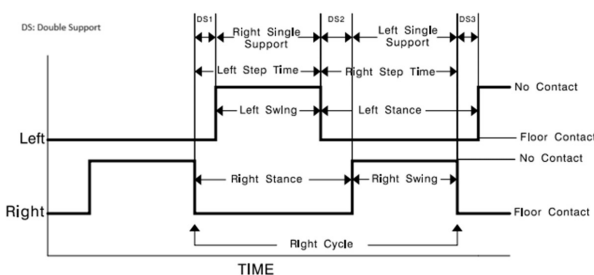 DS: Double Support
DS1
DS2
DS3
Right Single
Support
Left Single
Support
Left Step Time
Right Step Time
No Contact
Left Swing
Left Stance
Left
Floor Contact
No Contact
Right Stance
Right Swing
Right
Floor Contact
Right Cycle
TIME